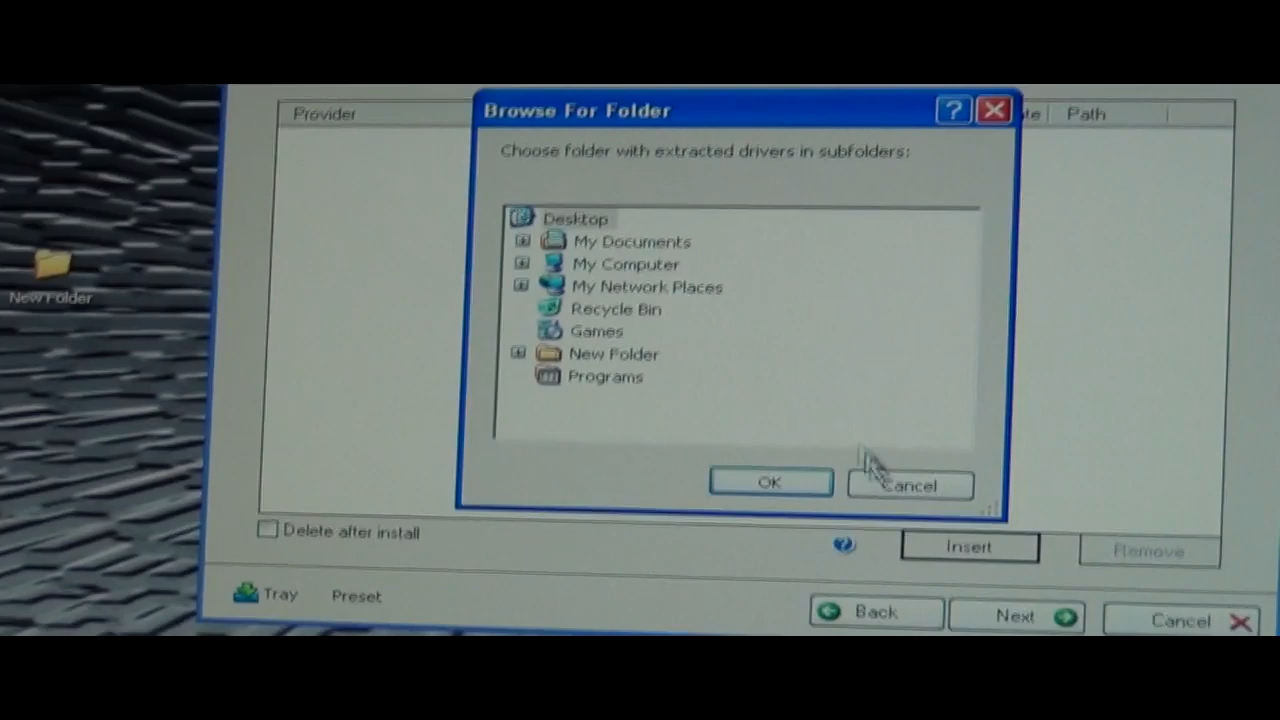 Browse For Folder
Provider
Path
Choose folder with extracted drivers in subfolders:
Desktop
My Documents
My Computer
My Network Places
Recycle Bin
Games
New Folder
Programs
New Folder
OK
Cancel
Delete after install
Insert
Remove
Tray
Preset
Back
Next
Cancel